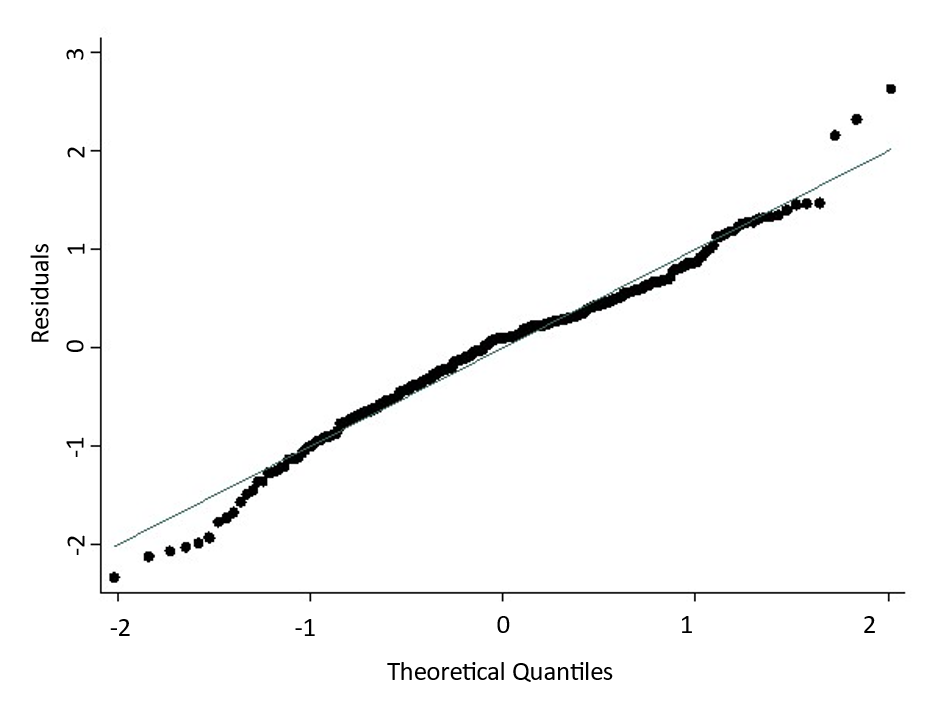 3
2
1
0
-1
-2
Residuals
-2 -1 0 1 2
Theoretical Quantiles